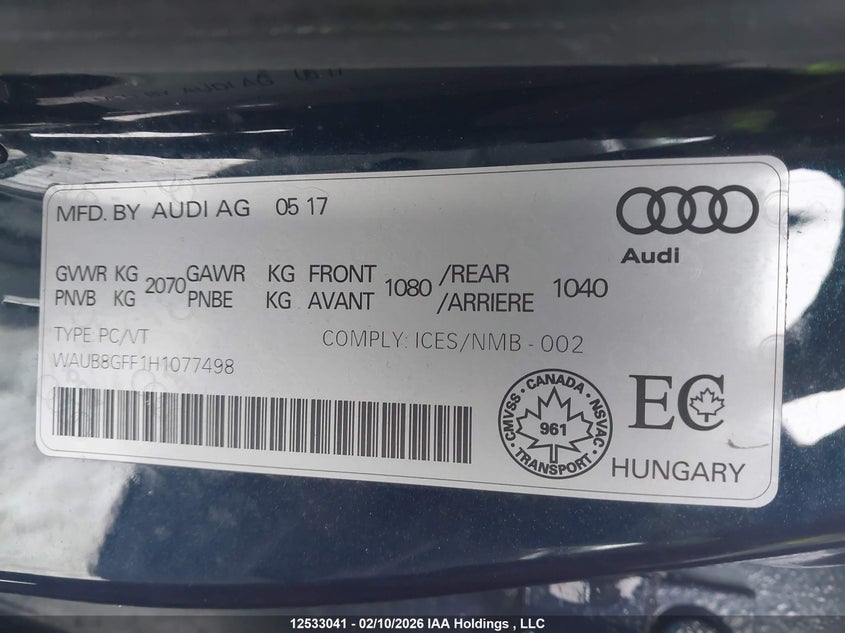 MFD. BY AUDI AG 05 17
Audi
GVWR KG 2070 GAWR KG FRONT 1080 /REAR 1040
PNVB KG PNBE KG AVANT /ARRIERE
TYPE: PC/VT COMPLY: ICES/NMB - 002
WAUB8GFF1H1077498
CMVSS • CANADA • NSVAC • TRANSPORT •
961
EC
HUNGARY
12533041 - 02/10/2026 IAA Holdings , LLC